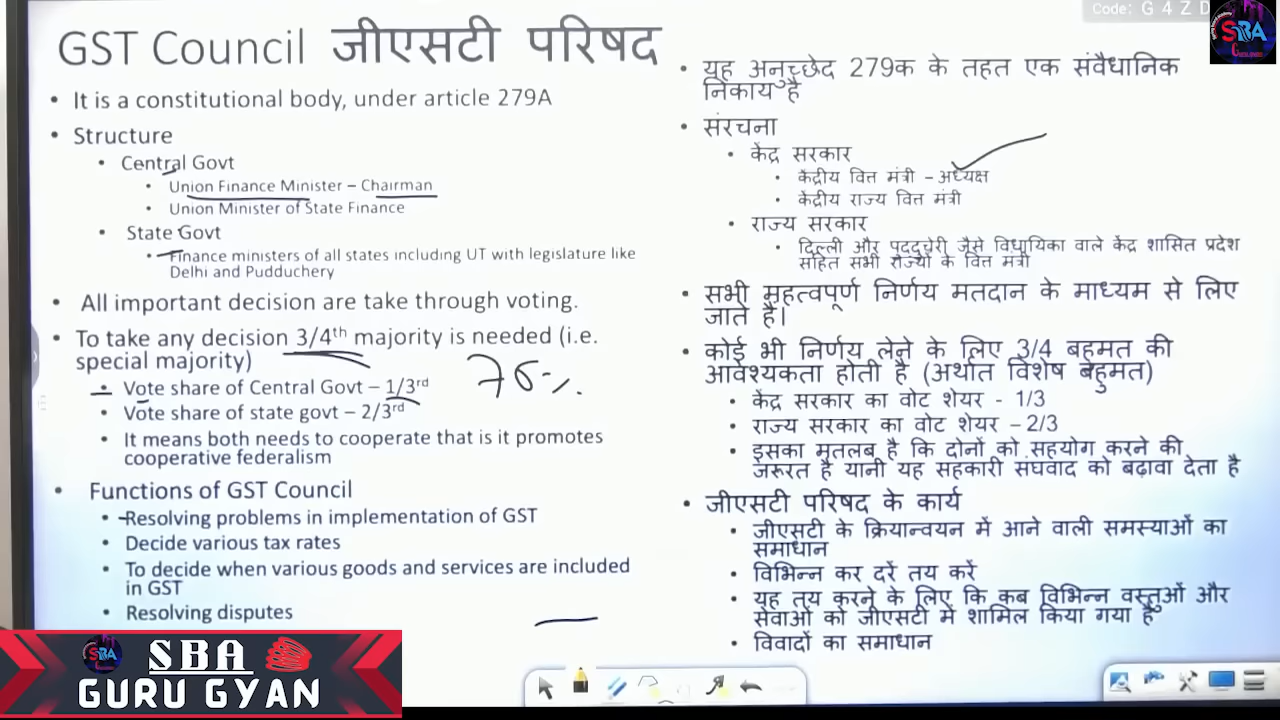 Code: G 4 Z D
SBA
GST Council जीएसटी परिषद
• It is a constitutional body, under article 279A
• Structure
• Central Govt
• Union Finance Minister – Chairman
• Union Minister of State Finance
• State Govt
• Finance ministers of all states including UT with legislature like
Delhi and Pudduchery
• All important decision are take through voting.
• To take any decision 3/4th majority is needed (i.e.
special majority)
• Vote share of Central Govt – 1/3rd
• Vote share of state govt – 2/3rd
• It means both needs to cooperate that is it promotes
cooperative federalism
• Functions of GST Council
• Resolving problems in implementation of GST
• Decide various tax rates
• To decide when various goods and services are included
in GST
• Resolving disputes
• यह अनुच्छेद 279क के तहत एक संवैधानिक
निकाय है
• संरचना
• केंद्र सरकार
• केंद्रीय वित्त मंत्री – अध्यक्ष
• केंद्रीय राज्य वित्त मंत्री
• राज्य सरकार
• दिल्ली और पुददुचेरी जैसे विधायिका वाले केंद्र शासित प्रदेश
सहित सभी राज्यों के वित्त मंत्री
• सभी महत्वपूर्ण निर्णय मतदान के माध्यम से लिए
जाते हैं।
• कोई भी निर्णय लेने के लिए 3/4 बहुमत की
आवश्यकता होती है (अर्थात विशेष बहुमत)
• केंद्र सरकार का वोट शेयर - 1/3
• राज्य सरकार का वोट शेयर – 2/3
• इसका मतलब है कि दोनों को सहयोग करने की
जरूरत है यानी यह सहकारी संघवाद को बढ़ावा देता है
• जीएसटी परिषद के कार्य
• जीएसटी के क्रियान्वयन में आने वाली समस्याओं का
समाधान
• विभिन्न कर दरें तय करें
• यह तय करने के लिए कि कब विभिन्न वस्तुओं और
सेवाओं को जीएसटी में शामिल किया गया है
• विवादों का समाधान
SBA
SBA
GURU GYAN